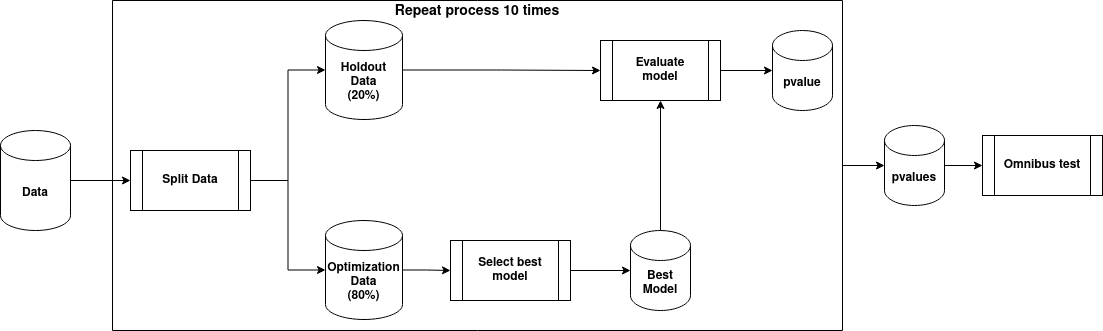 Repeat process 10 times
Holdout
Data
(20%)
Evaluate
model
pvalue
Data
Split Data
pvalues
Omnibus test
Optimization
Data
(80%)
Select best
model
Best
Model